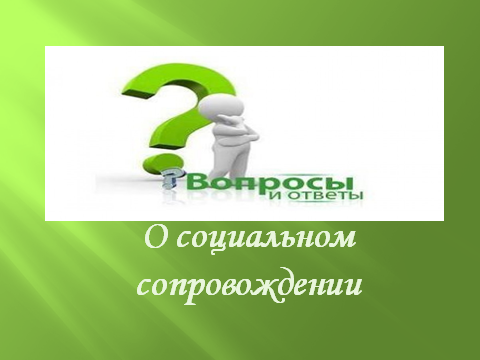 Вопросы
и ответы
О социальном
сопровождении